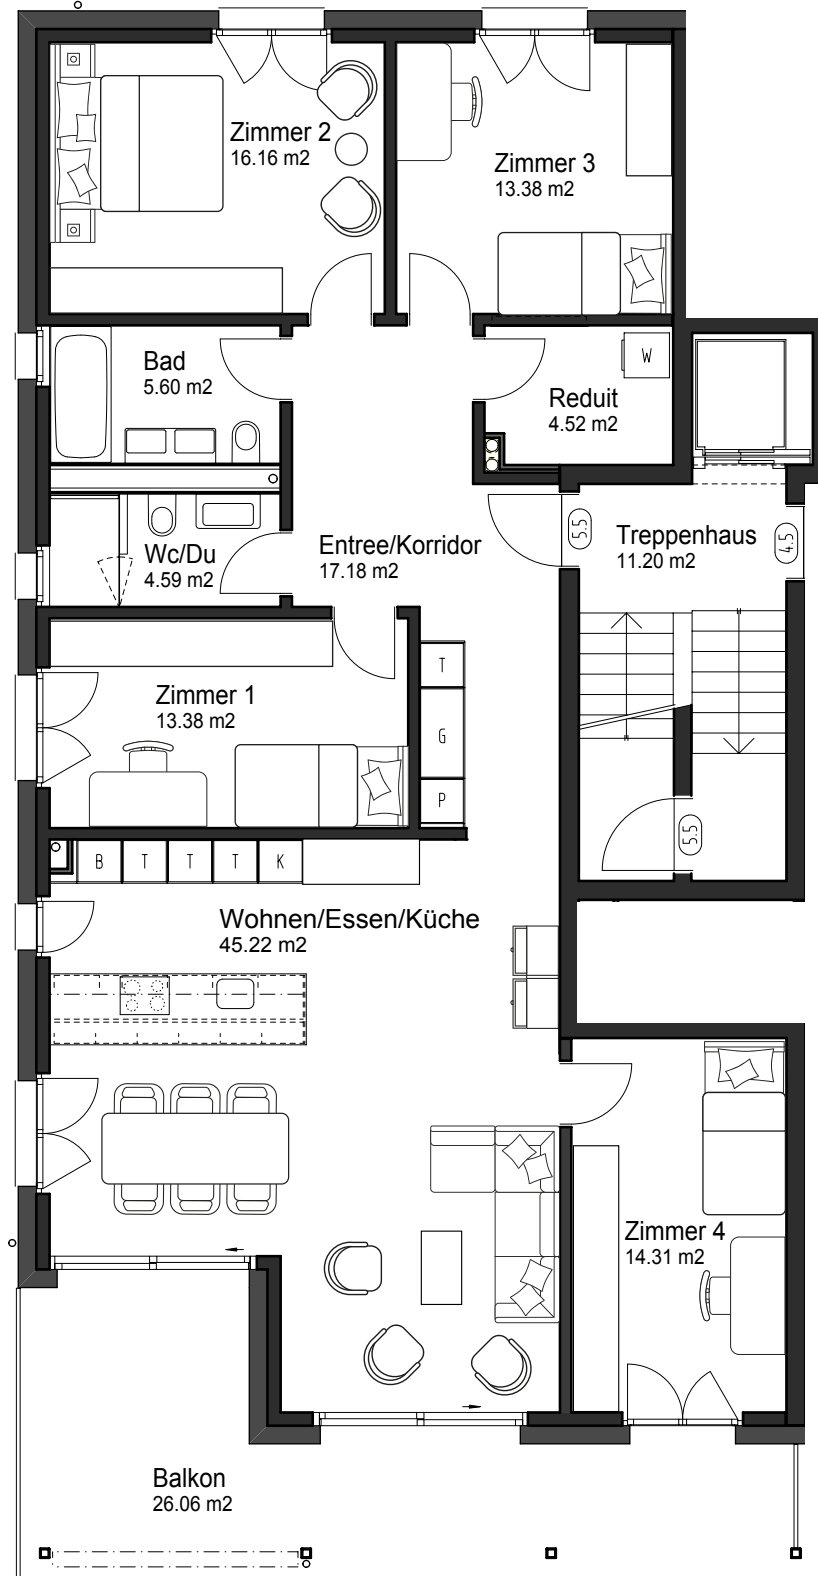 Zimmer 2
16.16 m2
Zimmer 3
13.38 m2
Bad
5.60 m2
W
Reduit
4.52 m2
Wc/Du
4.59 m2
Entree/Korridor
17.18 m2
5.5
Treppenhaus
11.20 m2
4.5
Zimmer 1
13.38 m2
T
G
P
5.5
B T T T K
Wohnen/Essen/Küche
45.22 m2
Zimmer 4
14.31 m2
Balkon
26.06 m2